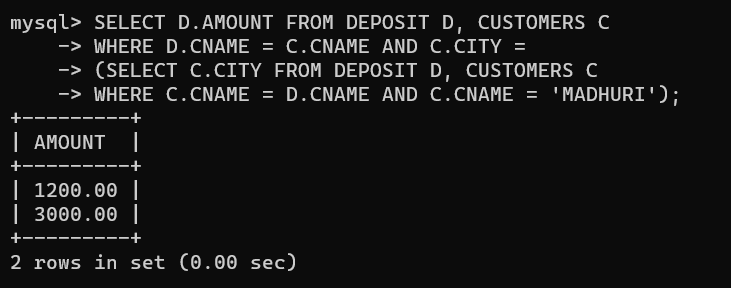 mysql> SELECT D.AMOUNT FROM DEPOSIT D, CUSTOMERS C
    -> WHERE D.CNAME = C.CNAME AND C.CITY =
    -> (SELECT C.CITY FROM DEPOSIT D, CUSTOMERS C
    -> WHERE C.CNAME = D.CNAME AND C.CNAME = 'MADHURI');
+---------+
| AMOUNT  |
+---------+
| 1200.00 |
| 3000.00 |
+---------+
2 rows in set (0.00 sec)